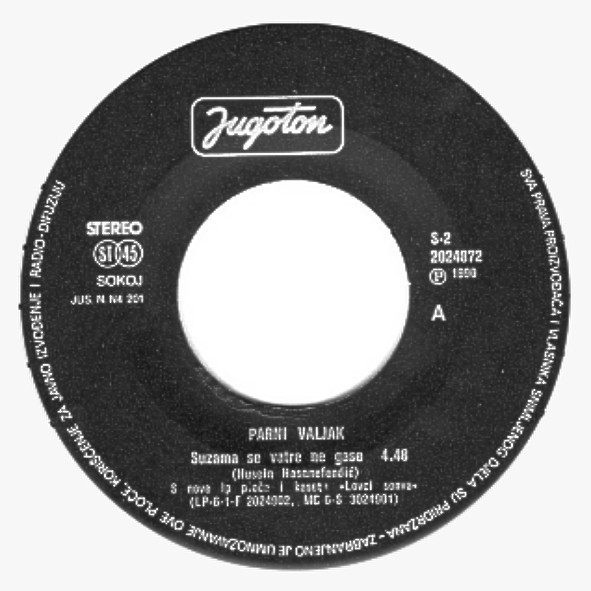 Jugoton
STEREO
ST 45
SOKOJ
JUS N. N4 201
S-2
2024872
P 1990
A
PARNI VALJAK
Suzama se vatre ne gase 4.48
(Husein Hasanefendić)
S nove lp ploče i kasete «Lovci snova»
(LP-6-1-F 2024902, MC-6-S 3024901)
SVA PRAVA PROIZVOĐAČA I VLASNIKA SNIMLJENOG DJELA SU PRIDRŽANA - ZABRANJENO JE UMNOŽAVANJE OVE PLOČE, KORIŠĆENJE ZA JAVNO IZVOĐENJE I RADIO-DIFUZIJU